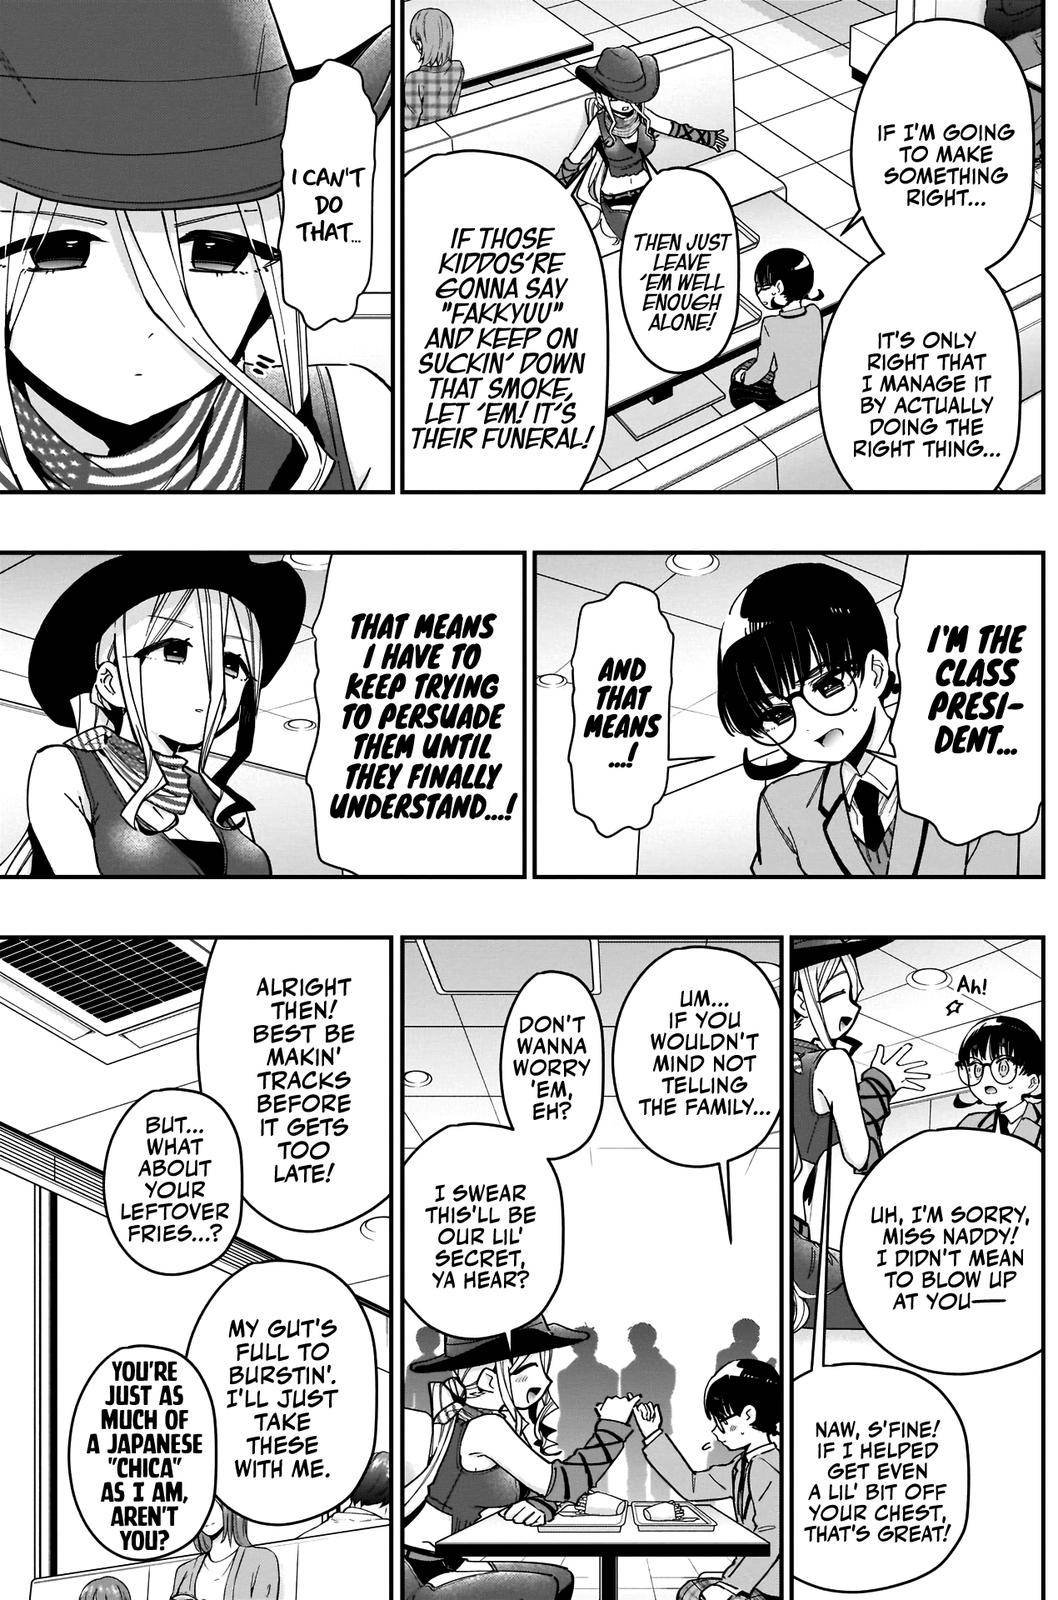 IF I'M GOING
TO MAKE
SOMETHING
RIGHT...
IT'S ONLY
RIGHT THAT
I MANAGE IT
BY ACTUALLY
DOING THE
RIGHT THING...
THEN JUST
LEAVE
'EM WELL
ENOUGH
ALONE!
IF THOSE
KIDDOS'RE
GONNA SAY
"FAKKYUU"
AND KEEP ON
SUCKIN' DOWN
THAT SMOKE,
LET 'EM! IT'S
THEIR FUNERAL!
I CAN'T
DO
THAT...
I'M THE
CLASS
PRESI-
DENT...
AND
THAT
MEANS
...!
THAT MEANS
I HAVE TO
KEEP TRYING
TO PERSUADE
THEM UNTIL
THEY FINALLY
UNDERSTAND...!
Ah!
UH, I'M SORRY,
MISS NADDY!
I DIDN'T MEAN
TO BLOW UP
AT YOU——
NAW, S'FINE!
IF I HELPED
GET EVEN
A LIL' BIT OFF
YOUR CHEST,
THAT'S GREAT!
UM...
IF YOU
WOULDN'T
MIND NOT
TELLING
THE FAMILY...
DON'T
WANNA
WORRY
'EM,
EH?
I SWEAR
THIS'LL BE
OUR LIL'
SECRET,
YA HEAR?
ALRIGHT
THEN!
BEST BE
MAKIN'
TRACKS
BEFORE
IT GETS
TOO
LATE!
BUT...
WHAT
ABOUT
YOUR
LEFTOVER
FRIES...?
MY GUT'S
FULL TO
BURSTIN'.
I'LL JUST
TAKE
THESE
WITH ME.
YOU'RE
JUST AS
MUCH OF
A JAPANESE
"CHICA"
AS I AM,
AREN'T
YOU?